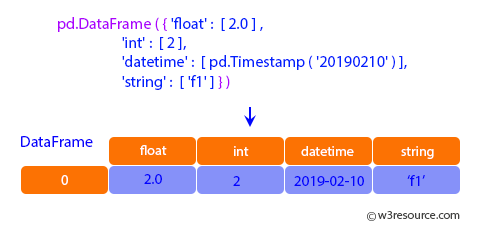 pd.DataFrame ( { 'float' : [ 2.0 ] ,
'int' : [ 2 ],
'datetime' : [ pd.Timestamp ( '20190210' ) ],
'string' : [ 'f1' ] } )
DataFrame
float int datetime string
0 2.0 2 2019-02-10 ‘f1’
© w3resource.com